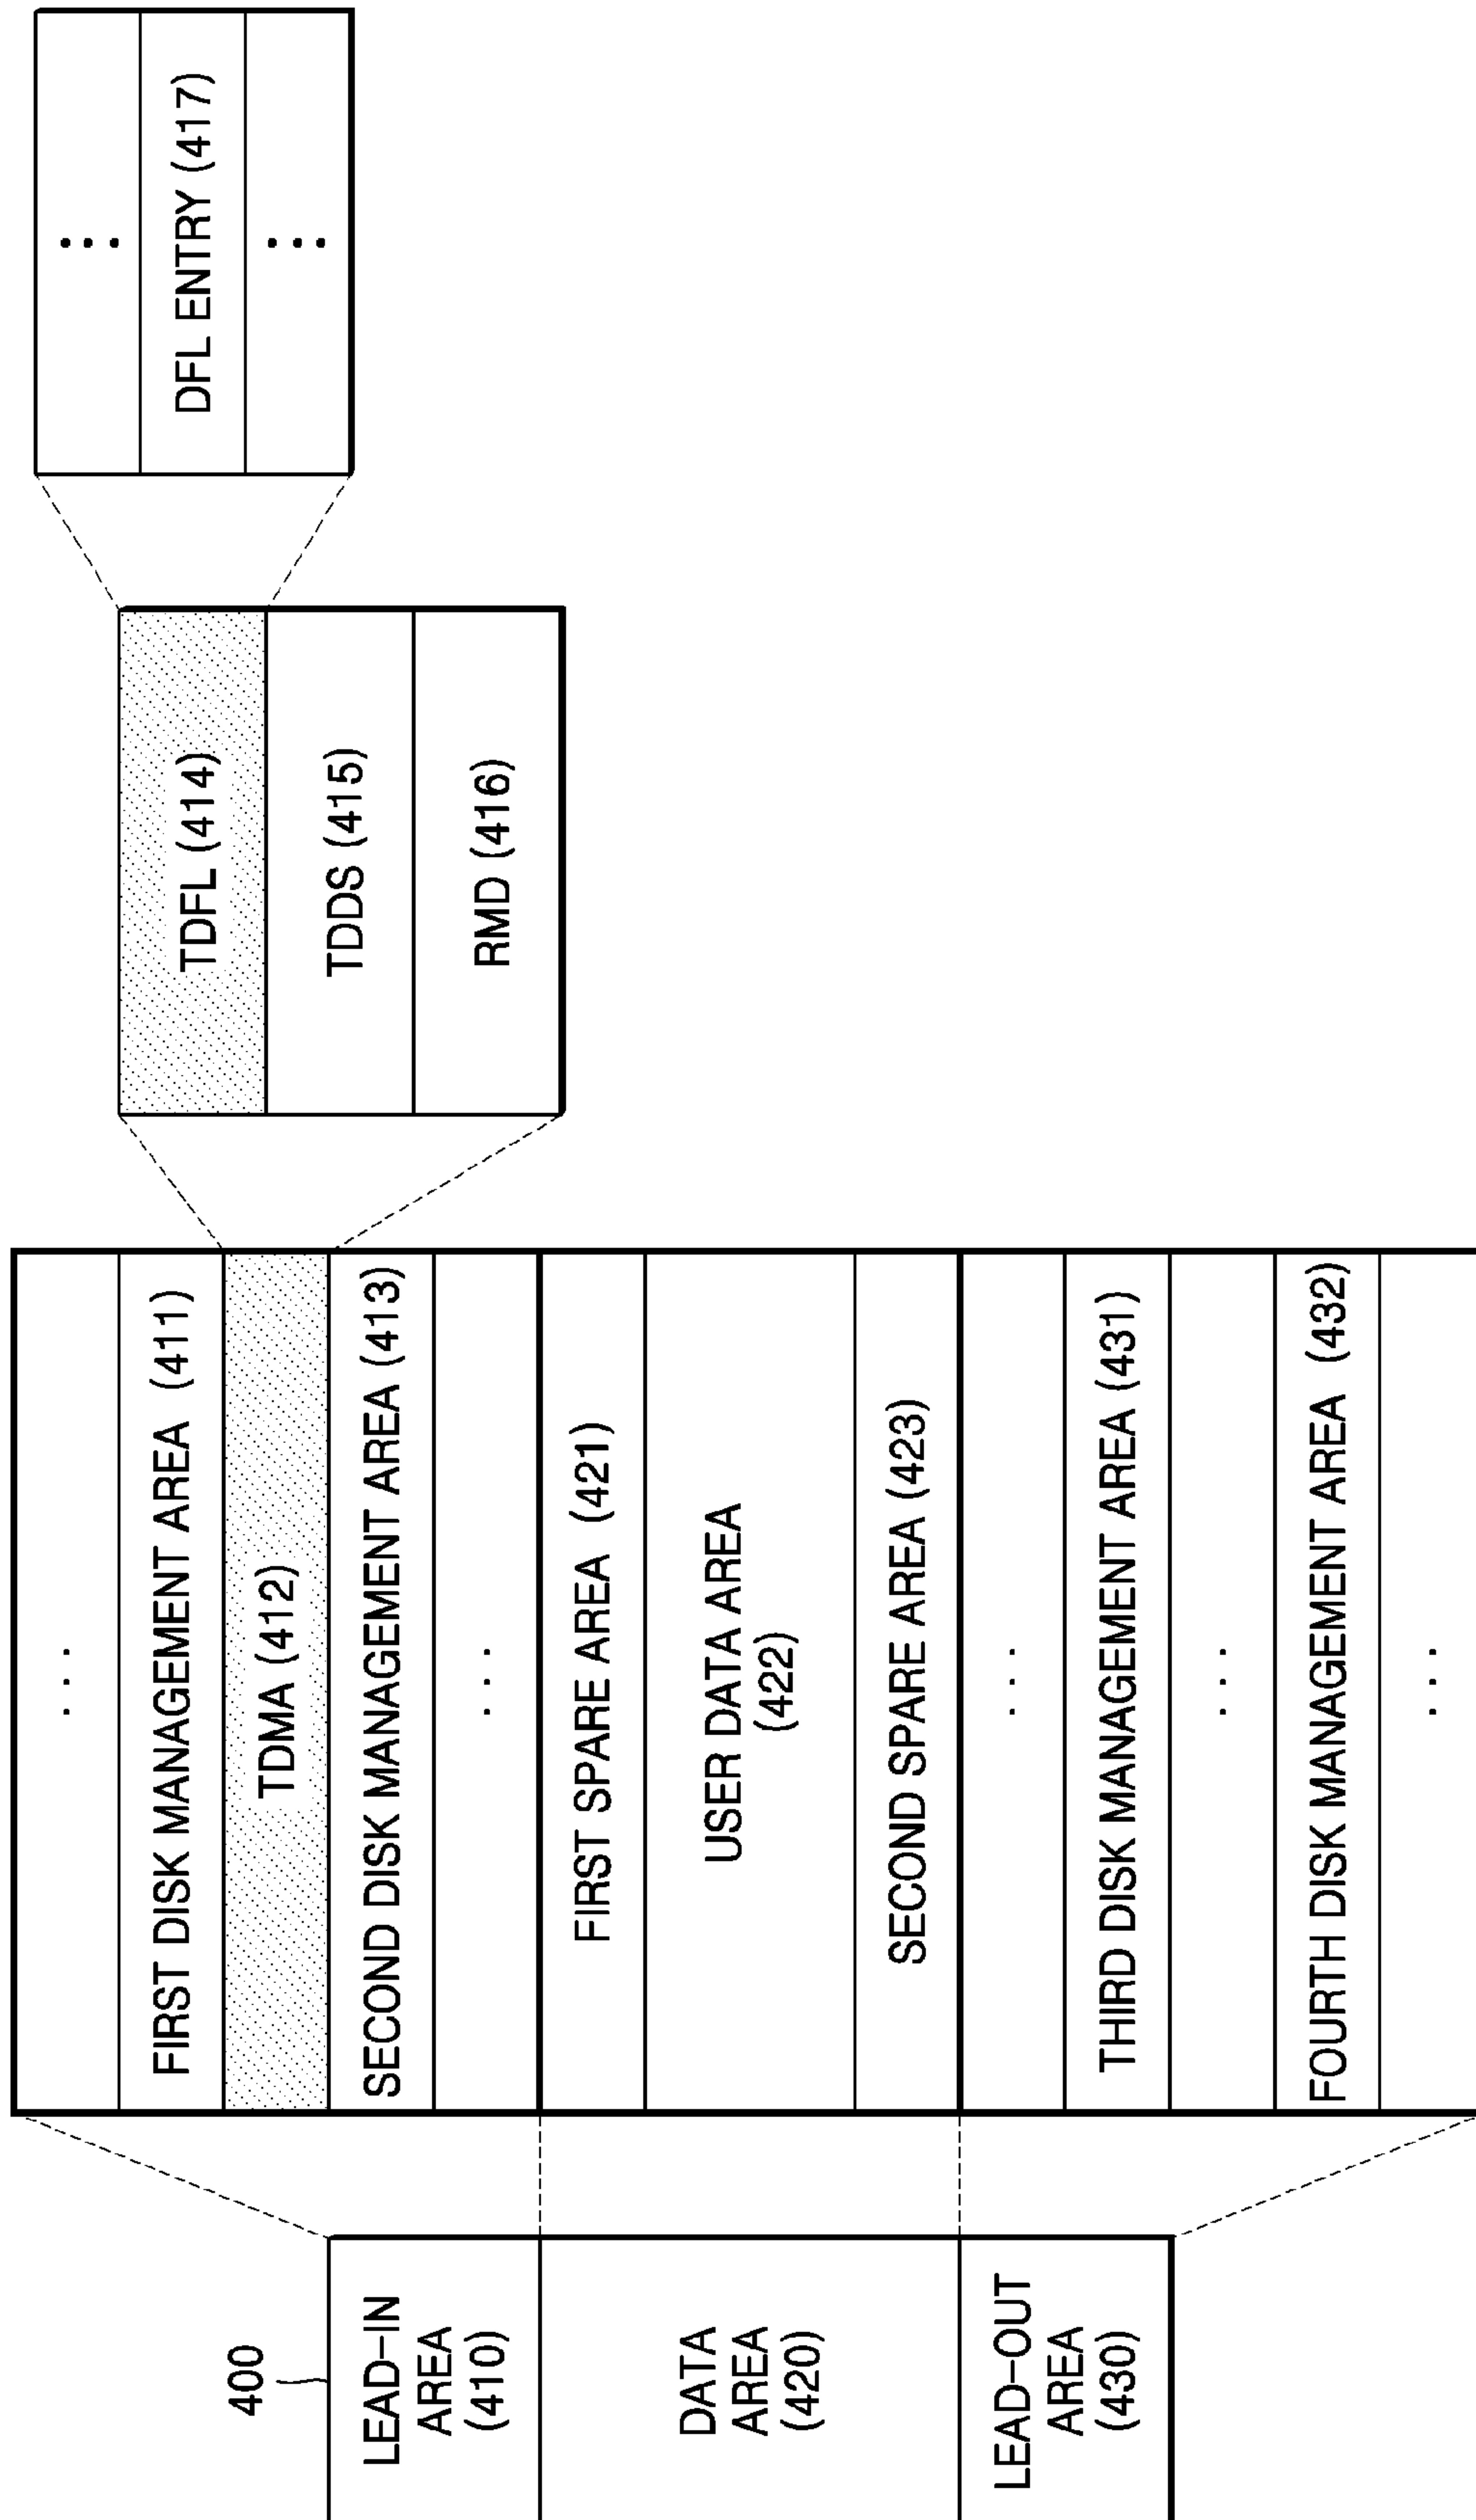 400
LEAD-IN
AREA
(410)
DATA
AREA
(420)
LEAD-OUT
AREA
(430)
...
FIRST DISK MANAGEMENT AREA (411)
TDMA (412)
SECOND DISK MANAGEMENT AREA (413)
...
FIRST SPARE AREA (421)
USER DATA AREA
(422)
SECOND SPARE AREA (423)
...
THIRD DISK MANAGEMENT AREA (431)
...
FOURTH DISK MANAGEMENT AREA (432)
...
TDFL (414)
TDDS (415)
RMD (416)
...
DFL ENTRY (417)
...